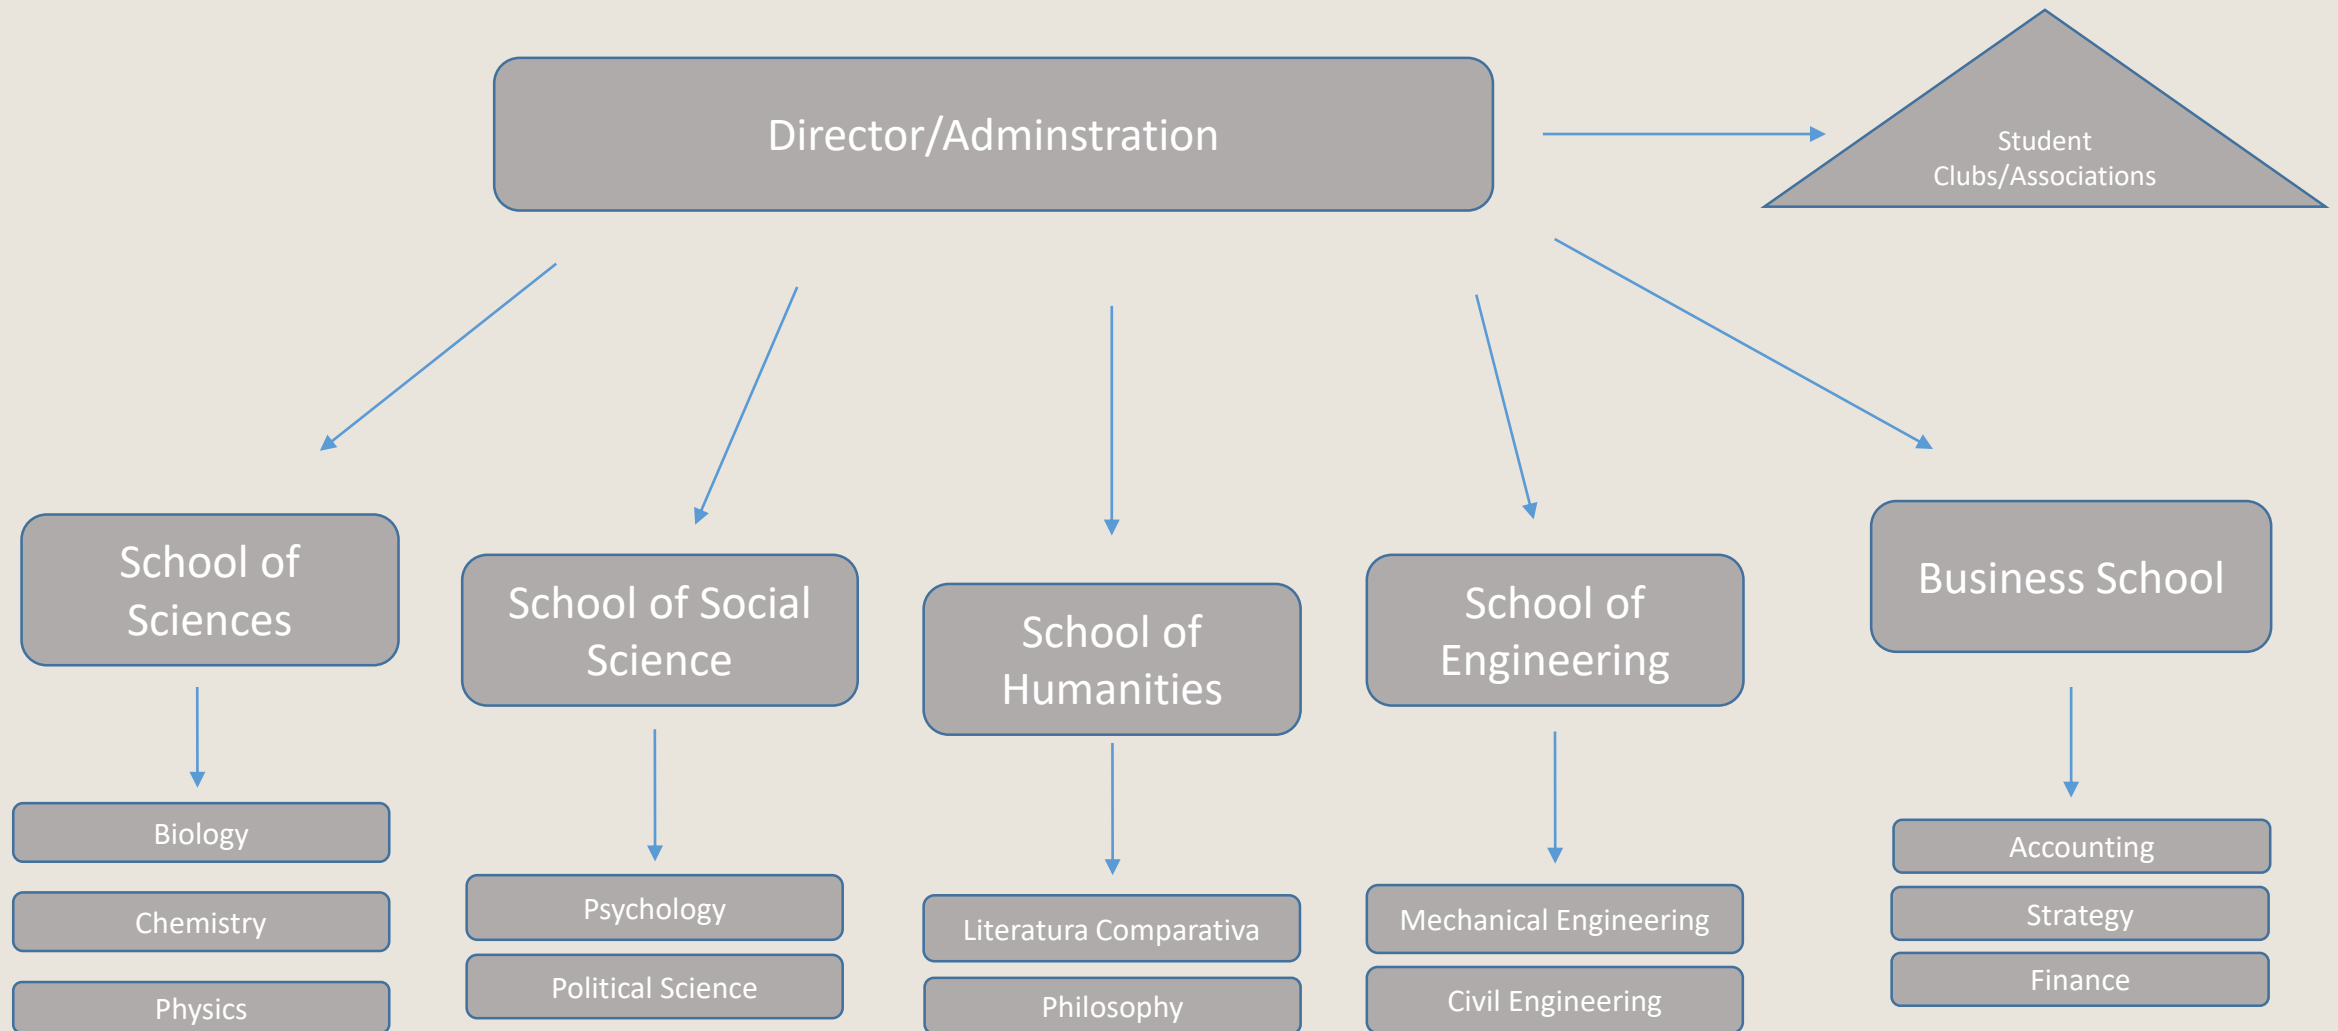 Director/Adminstration
Student
Clubs/Associations
School of
Sciences
School of Social
Science
School of
Humanities
School of
Engineering
Business School
Biology
Chemistry
Physics
Psychology
Political Science
Literatura Comparativa
Philosophy
Mechanical Engineering
Civil Engineering
Accounting
Strategy
Finance